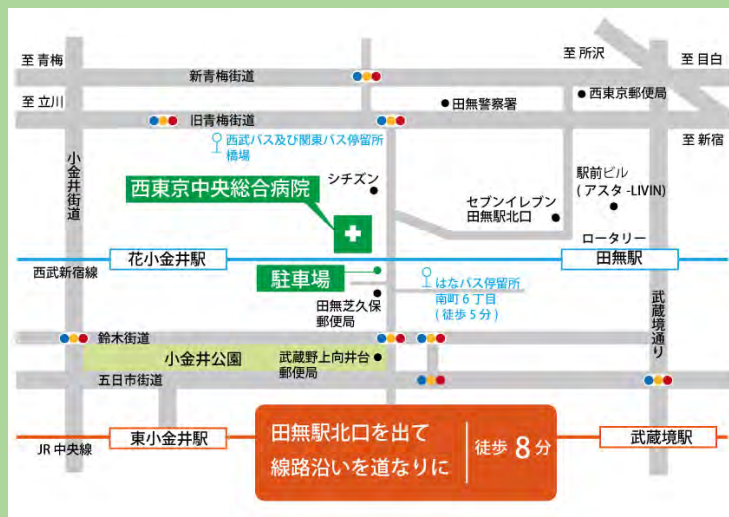 至 青梅
新青梅街道
至 所沢
至 目白
至 立川
旧青梅街道
田無警察署
西東京郵便局
至 新宿
西武バス及び関東バス停留所
橋場
小金井街道
西東京中央総合病院
シチズン
セブンイレブン
田無駅北口
駅前ビル
(アスタ-LIVIN)
ロータリー
花小金井駅
田無駅
西武新宿線
駐車場
はなバス停留所
南町6丁目
(徒歩5分)
田無芝久保
郵便局
武蔵境通り
鈴木街道
小金井公園
武蔵野上向井台
郵便局
五日市街道
東小金井駅
武蔵境駅
JR中央線
田無駅北口を出て
線路沿いを道なりに
徒歩 8 分